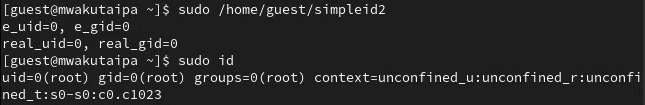 [guest@mwakutaipa ~]$ sudo /home/guest/simpleid2
e_uid=0, e_gid=0
real_uid=0, real_gid=0
[guest@mwakutaipa ~]$ sudo id
uid=0(root) gid=0(root) groups=0(root) context=unconfined_u:unconfined_r:unconfi
ned_t:s0-s0:c0.c1023